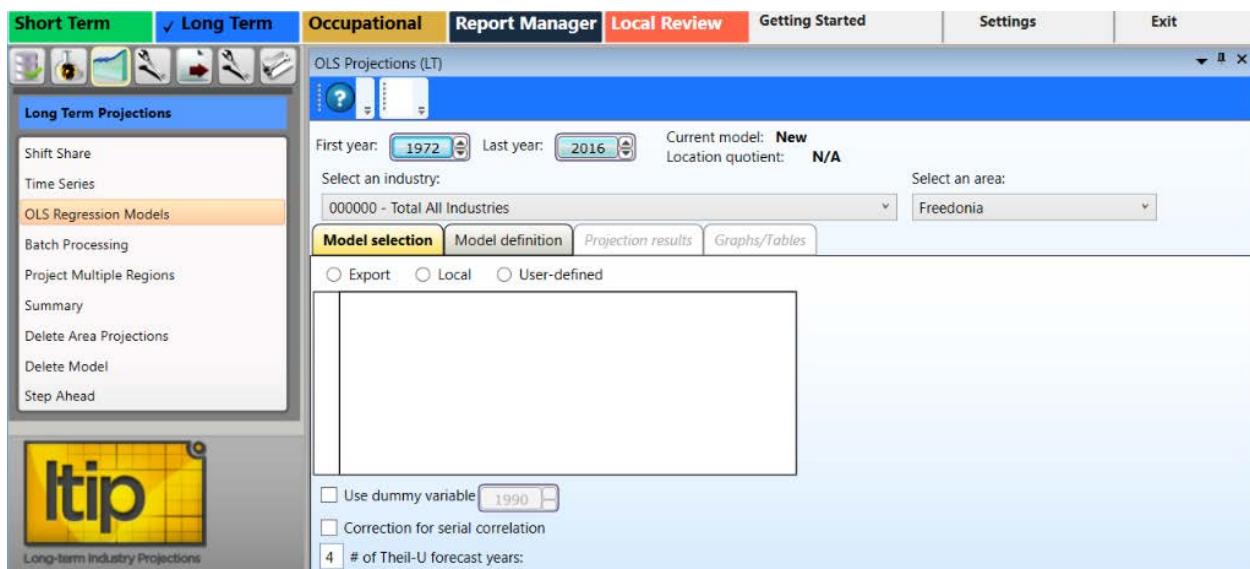 Short Term ✓ Long Term Occupational Report Manager Local Review Getting Started Settings Exit
OLS Projections (LT)
?
Long Term Projections
Shift Share
Time Series
OLS Regression Models
Batch Processing
Project Multiple Regions
Summary
Delete Area Projections
Delete Model
Step Ahead
ltip
Long-term Industry Projections
First year: 1972 Last year: 2016 Current model: New
Location quotient: N/A
Select an industry: Select an area:
000000 - Total All Industries Freedonia
Model selection Model definition Projection results Graphs/Tables
Export Local User-defined
Use dummy variable 1990
Correction for serial correlation
4 # of Theil-U forecast years: